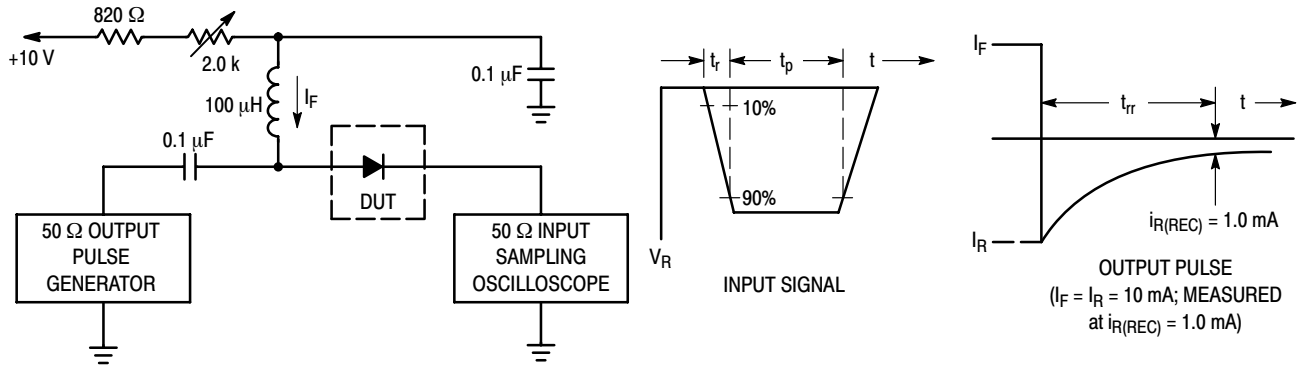 820 Ω
+10 V
2.0 k
100 μH
I_F
0.1 μF
0.1 μF
DUT
50 Ω OUTPUT
PULSE
GENERATOR
50 Ω INPUT
SAMPLING
OSCILLOSCOPE
t_r
t_p
t
10%
90%
V_R
INPUT SIGNAL
I_F
t_rr
t
I_R
i_R(REC) = 1.0 mA
OUTPUT PULSE
(I_F = I_R = 10 mA; MEASURED
at i_R(REC) = 1.0 mA)